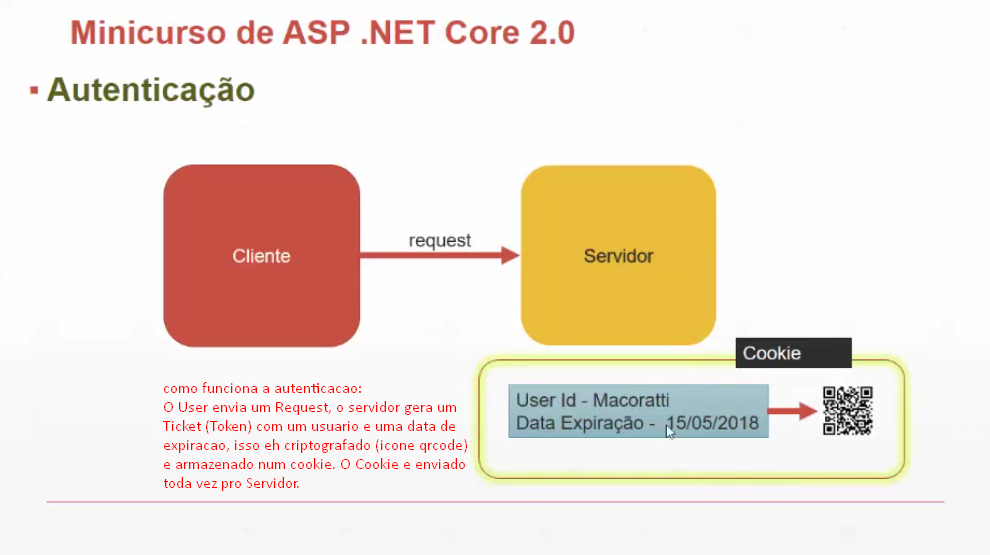 Minicurso de ASP .NET Core 2.0
Autenticação
Cliente
request
Servidor
Cookie
User Id - Macoratti
Data Expiração - 15/05/2018
como funciona a autenticacao:
O User envia um Request, o servidor gera um
Ticket (Token) com um usuario e uma data de
expiracao, isso eh criptografado (icone qrcode)
e armazenado num cookie. O Cookie e enviado
toda vez pro Servidor.